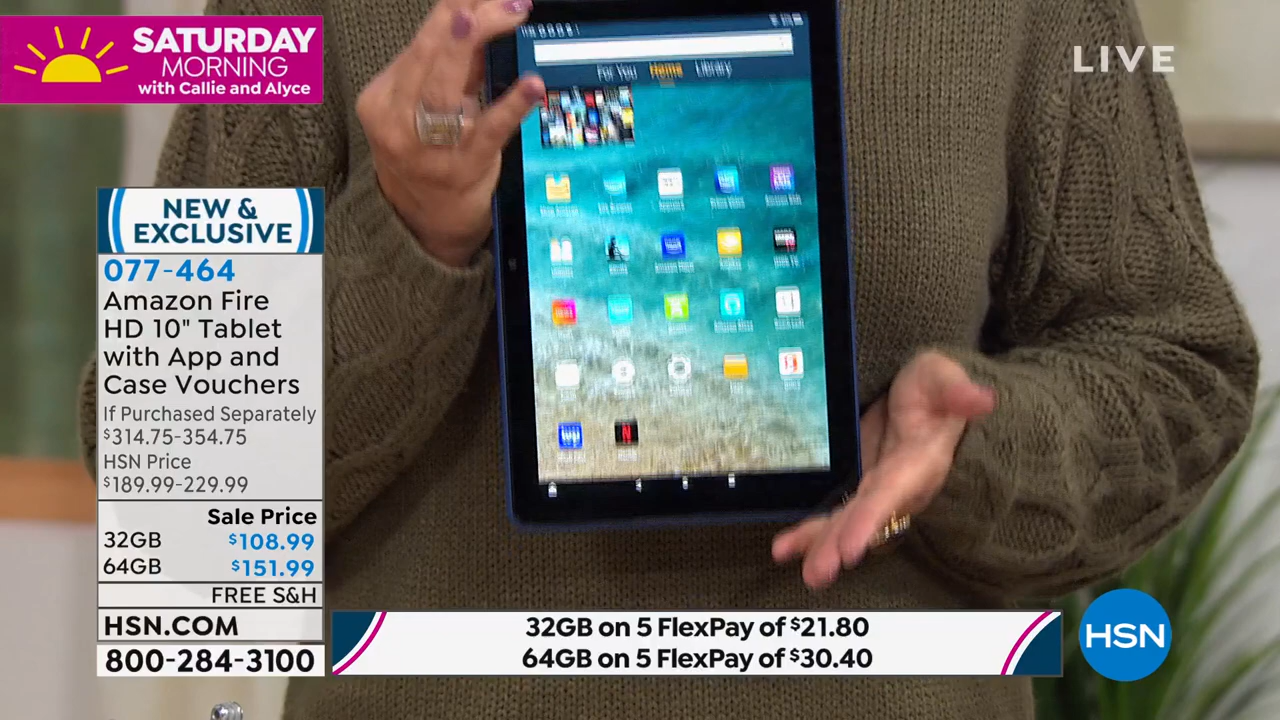 SATURDAY
MORNING
with Callie and Alyce
LIVE
For You Home Library
NEW &
EXCLUSIVE
077-464
Amazon Fire
HD 10" Tablet
with App and
Case Vouchers
If Purchased Separately
$314.75-354.75
HSN Price
$189.99-229.99
Sale Price
32GB $108.99
64GB $151.99
FREE S&H
HSN.COM
800-284-3100
32GB on 5 FlexPay of $21.80
64GB on 5 FlexPay of $30.40
HSN